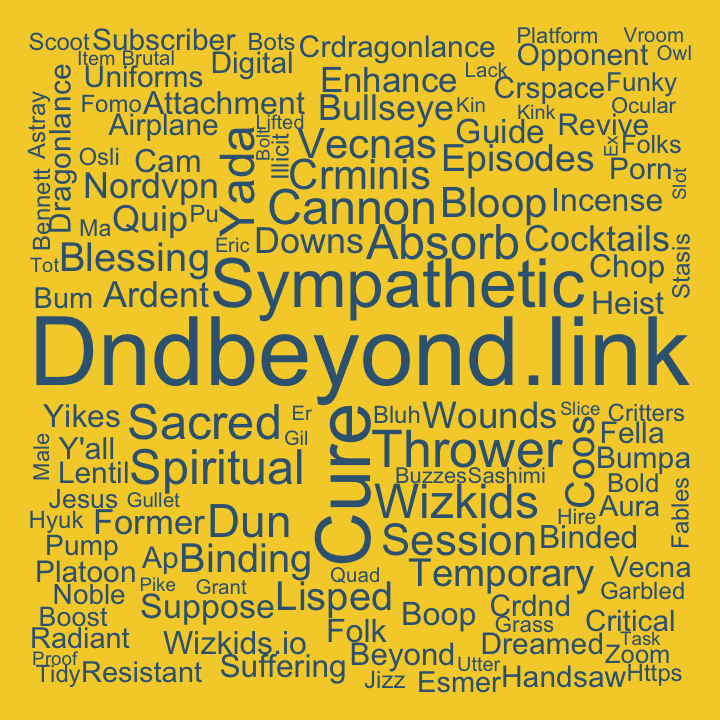 Scoot
Subscriber
Bots
Crdragonlance
Platform
Vroom
Item
Brutal
Digital
Opponent
Owl
Uniforms
Enhance
Lack
Crspace
Funky
Fomo
Attachment
Bullseye
Kin
Kink
Ocular
Astray
Dragonlance
Airplane
Lifted
Bolt
Illicit
Vecnas
Guide
Revive
Ex
Folks
Osli
Cam
Yada
Crminis
Episodes
Porn
Slot
Bennett
Nordvpn
Cannon
Bloop
Incense
Ma
Quip
Pu
Eric
Downs
Absorb
Cocktails
Stasis
Tot
Blessing
Sympathetic
Chop
Bum
Ardent
Heist
Dndbeyond.link
Yikes
Sacred
Er
Cure
Bluh
Wounds
Slice
Critters
Male
Y'all
Gil
Thrower
Coos
Fella
Lentil
Spiritual
Buzzes
Sashimi
Bumpa
Jesus
Gullet
Wizkids
Bold
Aura
Fables
Hyuk
Former
Dun
Session
Hire
Binded
Pump
Ap
Binding
Platoon
Pike
Grant
Quad
Temporary
Vecna
Noble
Suppose
Lisped
Boop
Crdnd
Garbled
Boost
Folk
Grass
Critical
Radiant
Wizkids.io
Beyond
Dreamed
Task
Proof
Zoom
Tidy
Resistant
Suffering
Utter
Jizz
Esmer
Handsaw
Https